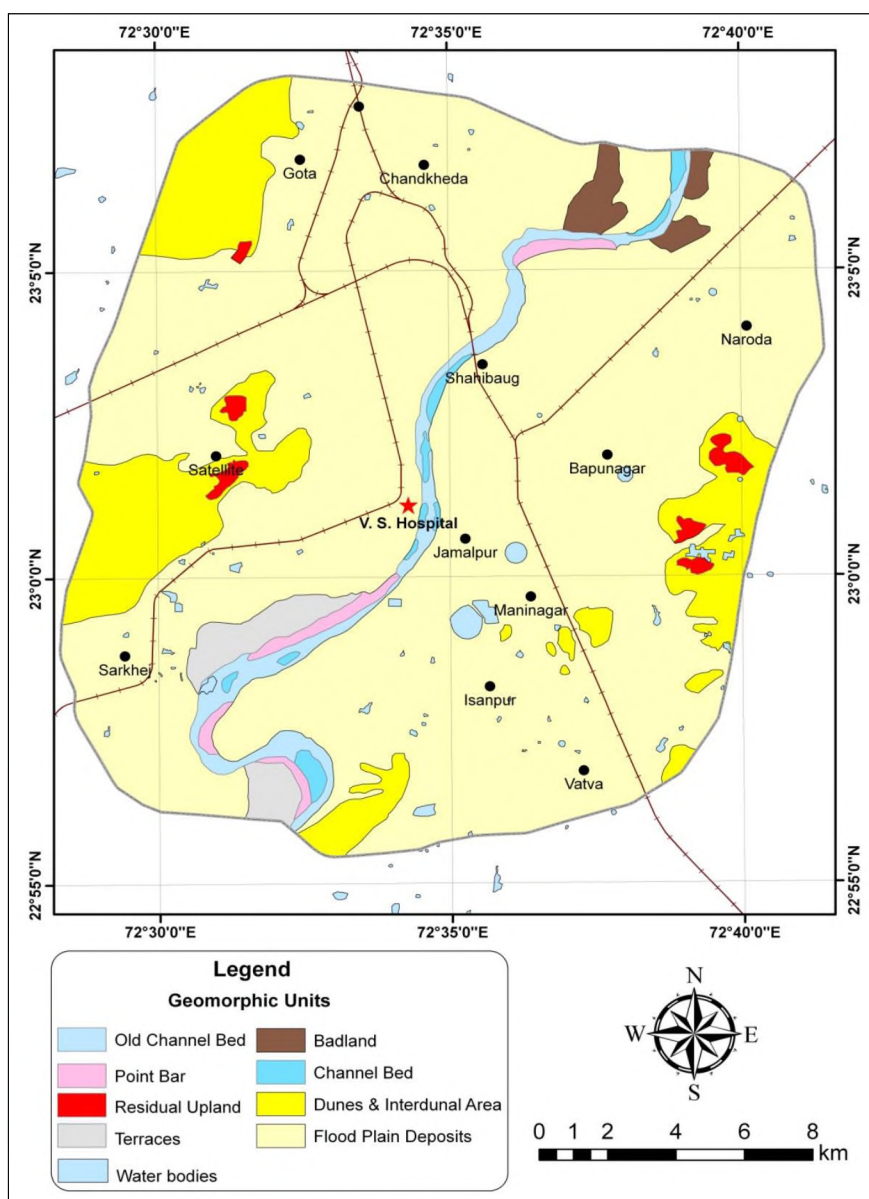 72°30'0"E 72°35'0"E 72°40'0"E
Gota
Chandkheda
23°5'0"N 23°5'0"N
Naroda
Shahibaug
Satellite
Bapunagar
V. S. Hospital
Jamalpur
23°0'0"N 23°0'0"N
Maninagar
Sarkhej
Isanpur
Vatva
22°55'0"N 22°55'0"N
72°30'0"E 72°35'0"E 72°40'0"E
Legend
Geomorphic Units
Old Channel Bed
Point Bar
Residual Upland
Terraces
Water bodies
Badland
Channel Bed
Dunes & Interdunal Area
Flood Plain Deposits
N
W E
S
0 1 2 4 6 8
km